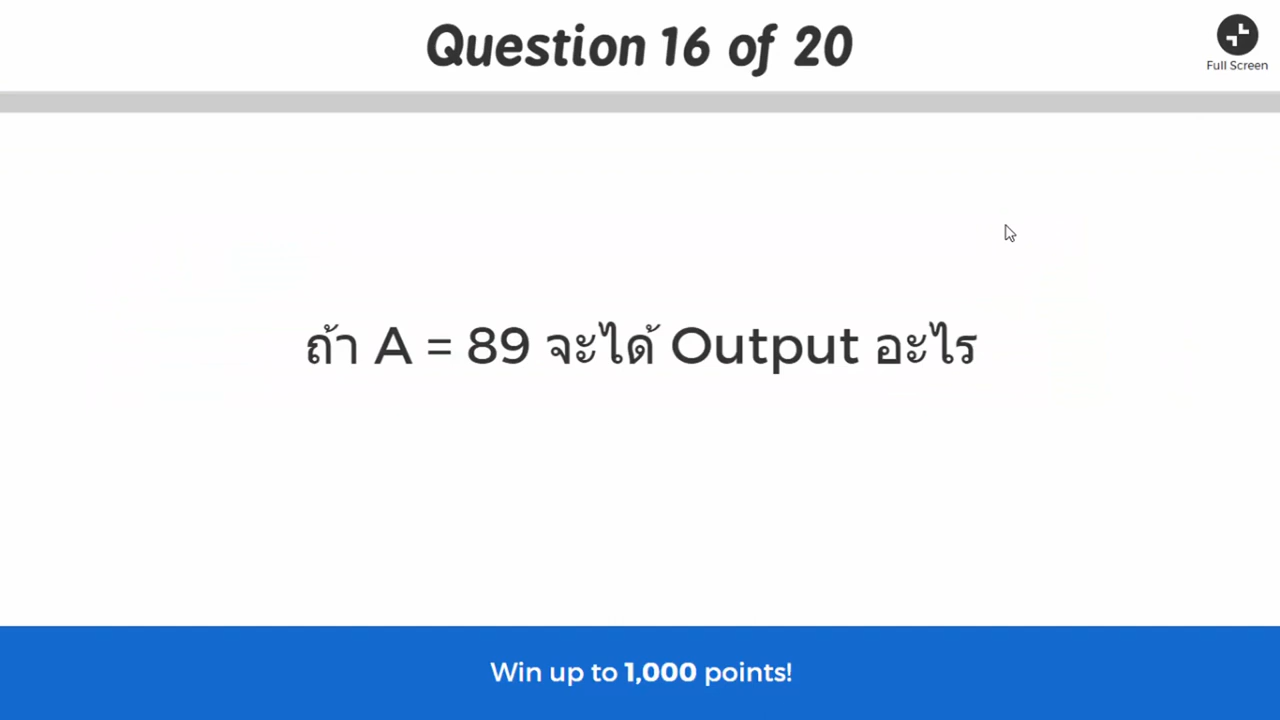 Question 16 of 20
Full Screen
ถ้า A = 89 จะได้ Output อะไร
Win up to 1,000 points!